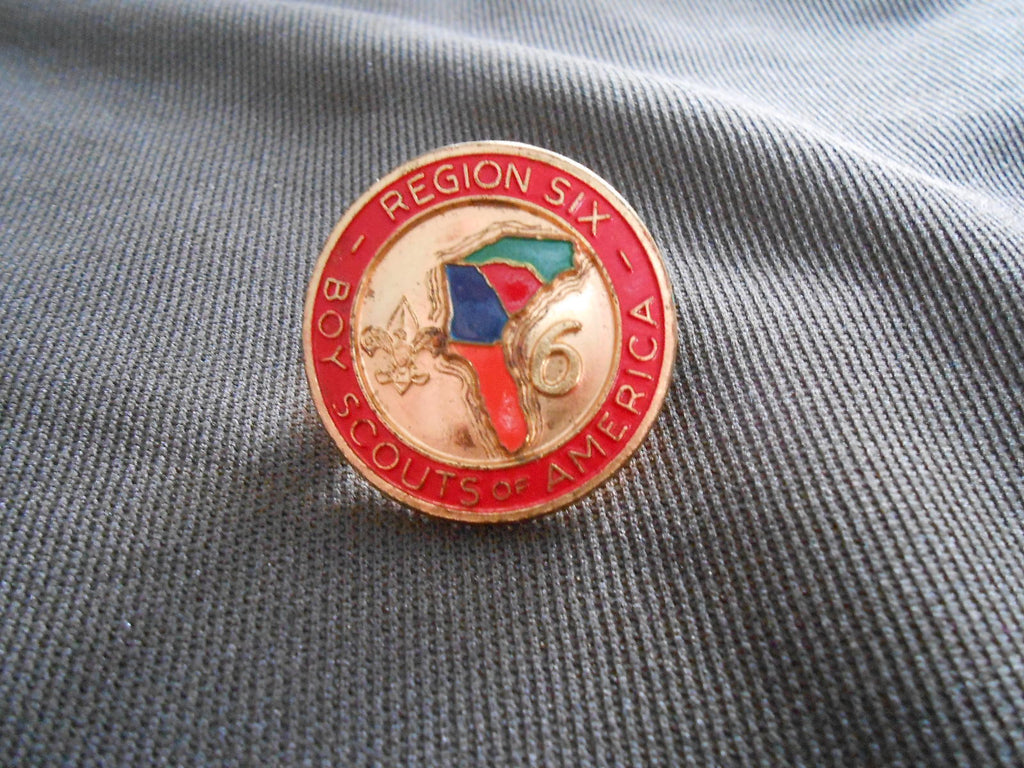 - REGION SIX -
BOY SCOUTS OF AMERICA
6